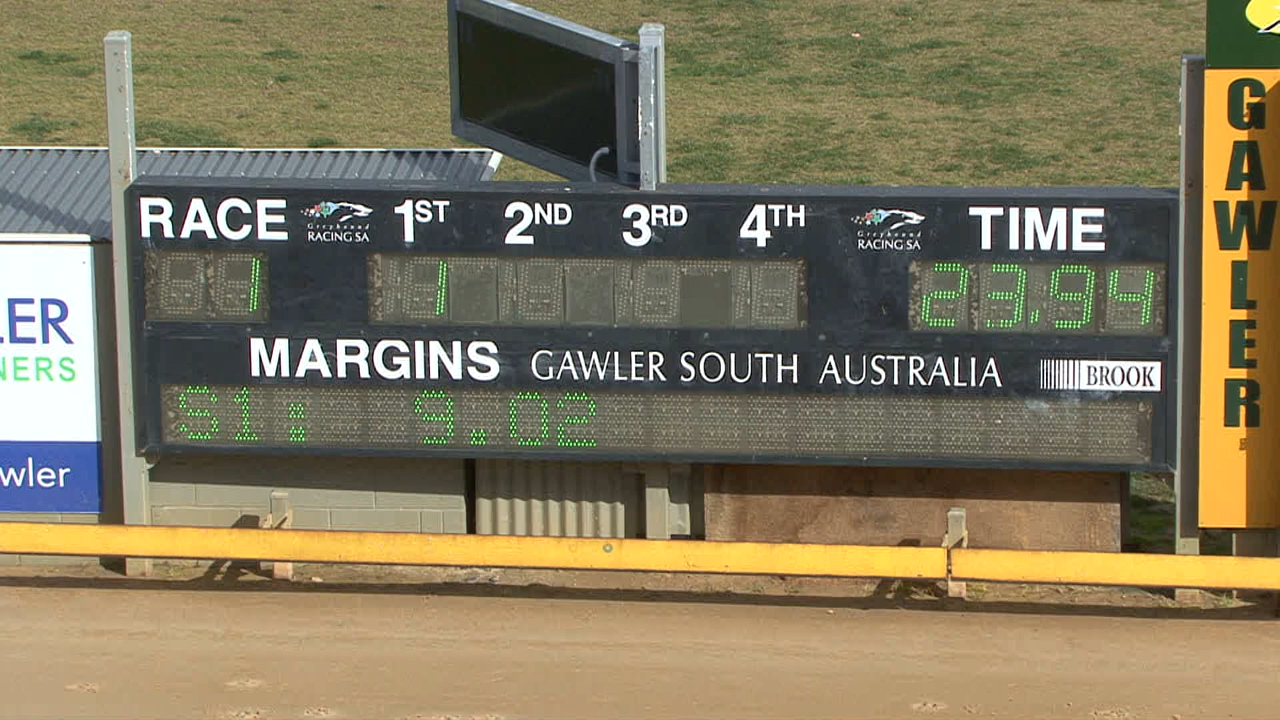 RACE
Greyhound
RACING SA
1ST
2ND
3RD
4TH
Greyhound
RACING SA
TIME
1
1
23.94
MARGINS
GAWLER SOUTH AUSTRALIA
BROOK
S1: 9.02
GAWLER
LER
NERS
wler